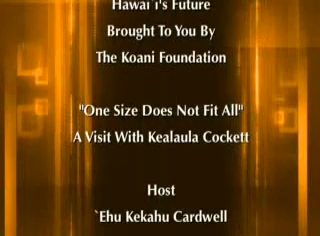 Hawai`i's Future
Brought To You By
The Koani Foundation
"One Size Does Not Fit All"
A Visit With Kealaula Cockett
Host
`Ehu Kekahu Cardwell